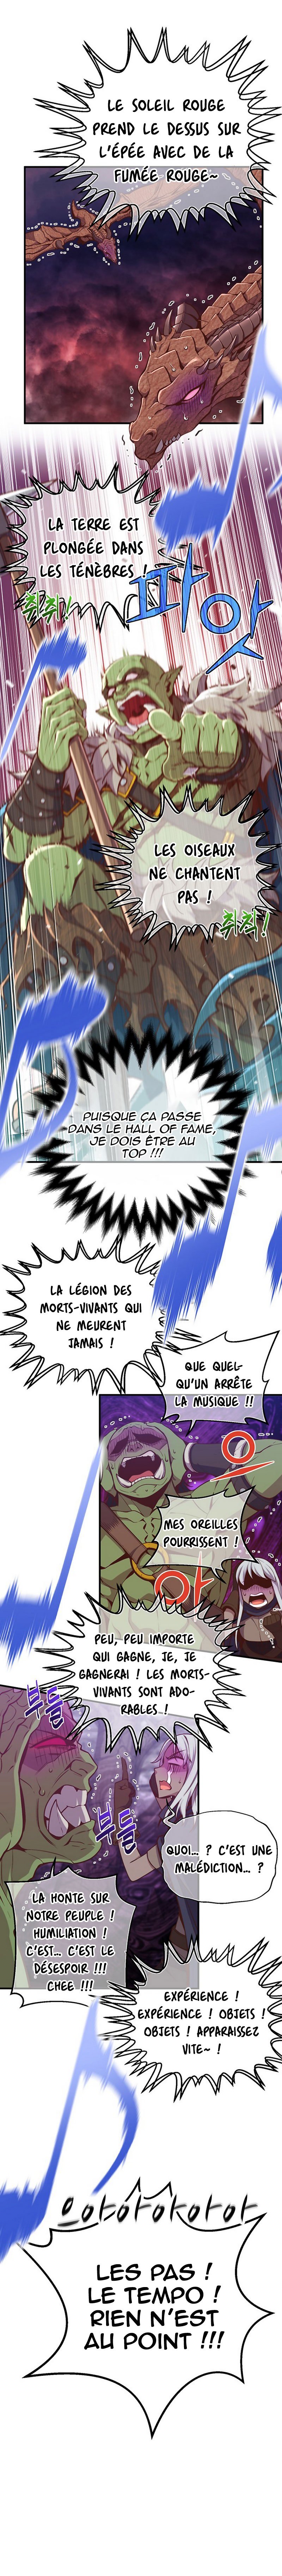 LE SOLEIL ROUGE
PREND LE DESSUS SUR
L'ÉPÉE AVEC DE LA
FUMÉE ROUGE~
LA TERRE EST
PLONGÉE DANS
LES TÉNÈBRES !
취취!
파앗
LES OISEAUX
NE CHANTENT
PAS !
취취!
PUISQUE ÇA PASSE
DANS LE HALL OF FAME,
JE DOIS ÊTRE AU
TOP !!!
LA LÉGION DES
MORTS-VIVANTS QUI
NE MEURENT
JAMAIS !
QUE QUEL-
QU'UN ARRÊTE
LA MUSIQUE !!
MES OREILLES
POURRISSENT !
PEU, PEU IMPORTE
QUI GAGNE, JE, JE
GAGNERAI ! LES MORTS-
VIVANTS SONT ADO-
RABLES !
부들
부들
QUOI... ? C'EST UNE
MALÉDICTION... ?
LA HONTE SUR
NOTRE PEUPLE !
HUMILIATION !
C'EST... C'EST LE
DÉSESPOIR !!!
CHEE !!!
EXPÉRIENCE !
EXPÉRIENCE ! OBJETS !
OBJETS ! APPARAISSEZ
VITE~ !
LES PAS !
LE TEMPO !
RIEN N'EST
AU POINT !!!